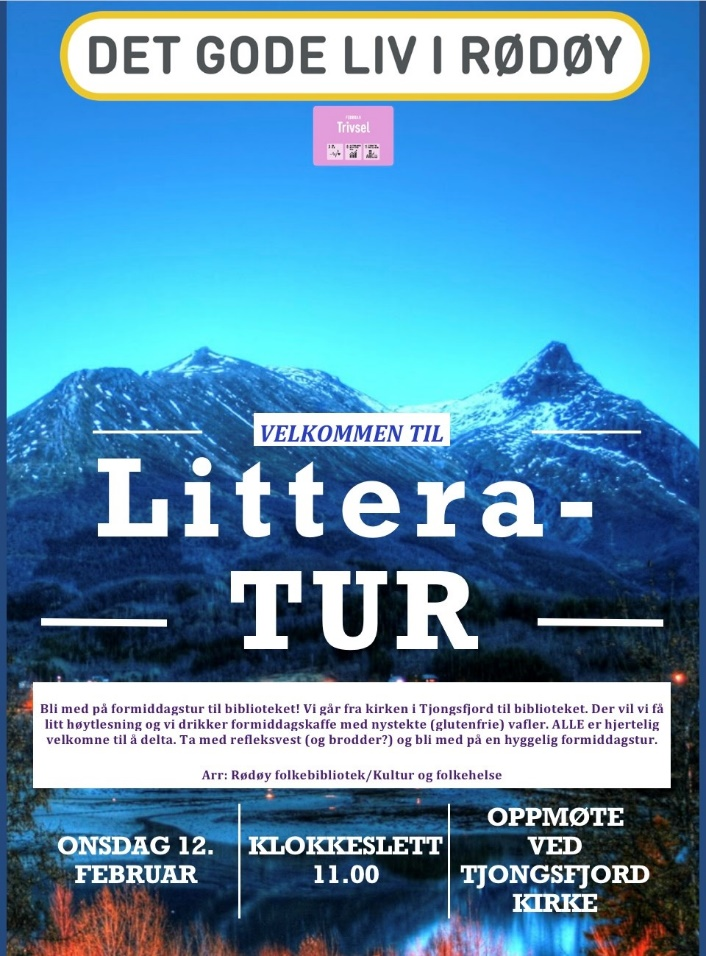 DET GODE LIV I RØDØY
Trivsel
VELKOMMEN TIL
Littera-
TUR
Bli med på formiddagstur til biblioteket! Vi går fra kirken i Tjongsfjord til biblioteket. Der vil vi få
litt høytlesning og vi drikker formiddagskaffe med nystekte (glutenfrie) vafler. ALLE er hjertelig
velkomne til å delta. Ta med refleksvest (og brodder?) og bli med på en hyggelig formiddagstur.
Arr: Rødøy folkebibliotek/Kultur og folkehelse
ONSDAG 12.
FEBRUAR
KLOKKESLETT
11.00
OPPMØTE
VED
TJONGSFJORD
KIRKE